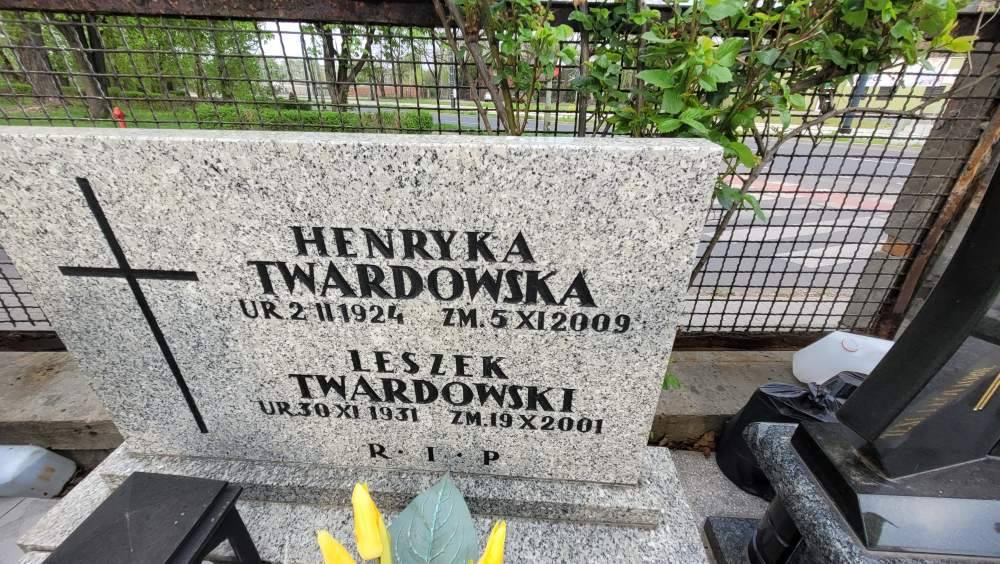 HENRYKA
TWARDOWSKA
UR. 2 II 1924 ZM. 5 XI 2009
LESZEK
TWARDOWSKI
UR. 30 XI 1931 ZM. 19 X 2001
R · I · P